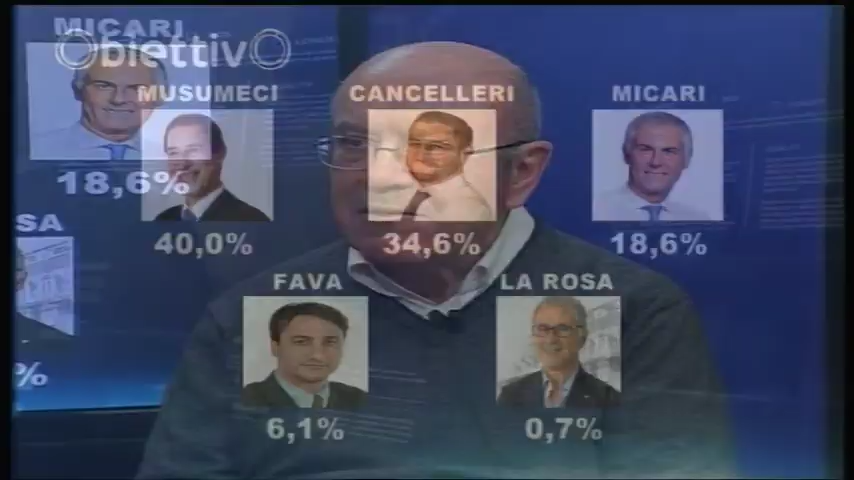 MICARI
ObiettivO
MUSUMECI
CANCELLERI
MICARI
18,6%
40,0%
34,6%
18,6%
SA
FAVA
LA ROSA
%
6,1%
0,7%